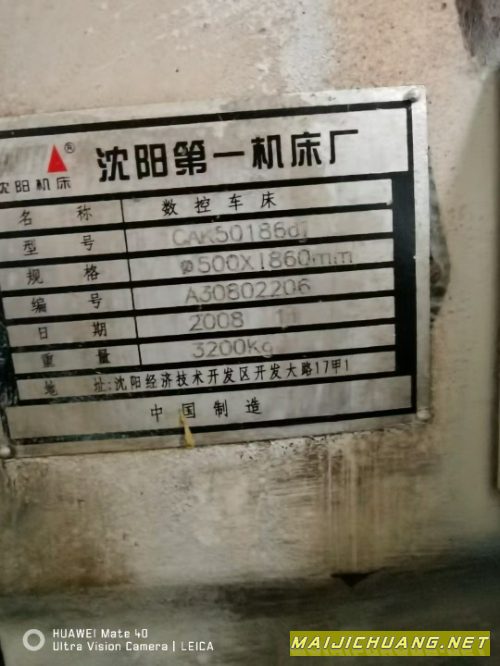 ®
沈阳第一机床厂
沈阳机床
名 称 数控车床
型 号 CAK50186dj
规 格 ø500X1860mm
编 号 A30802206
日 期 2008 11
重 量 3200Kg
地 址:沈阳经济技术开发区开发大路17甲1
中国制造
HUAWEI Mate 40
Ultra Vision Camera | LEICA
MAIJICHUANG.NET